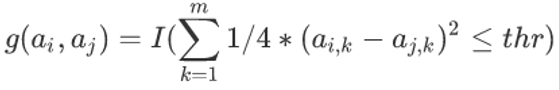 g(a_i, a_j) = I(\sum_{k=1}^{m} 1/4 * (a_{i,k} - a_{j,k})^2 \leq thr)